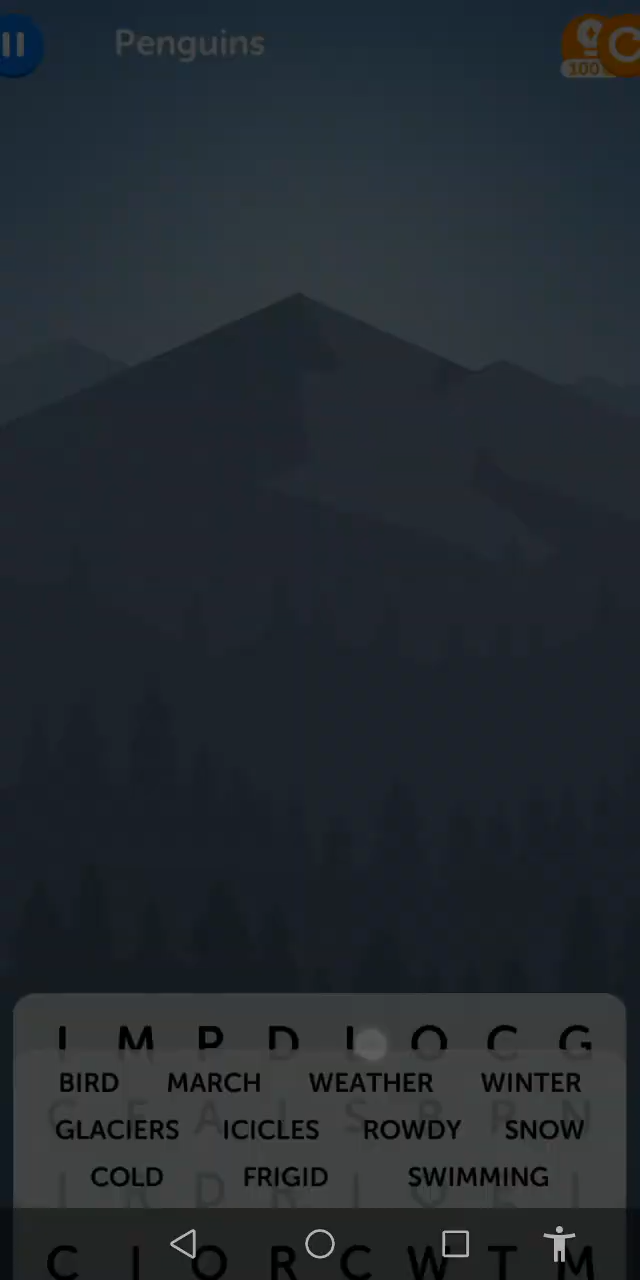 Penguins
100
I M P D I O C G
BIRD MARCH WEATHER WINTER
GLACIERS ICICLES ROWDY SNOW
COLD FRIGID SWIMMING
C I O R C W T M